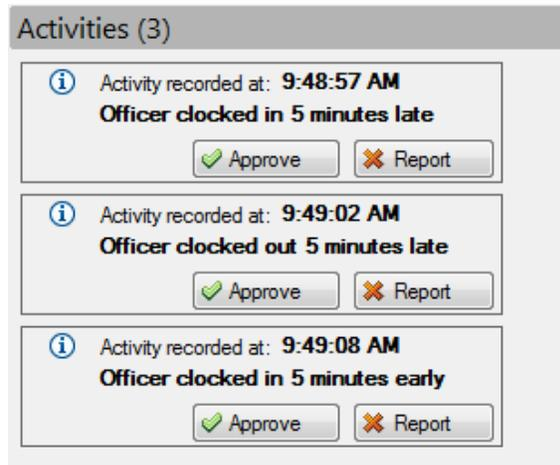 Activities (3)
Activity recorded at: 9:48:57 AM
Officer clocked in 5 minutes late
Approve Report
Activity recorded at: 9:49:02 AM
Officer clocked out 5 minutes late
Approve Report
Activity recorded at: 9:49:08 AM
Officer clocked in 5 minutes early
Approve Report